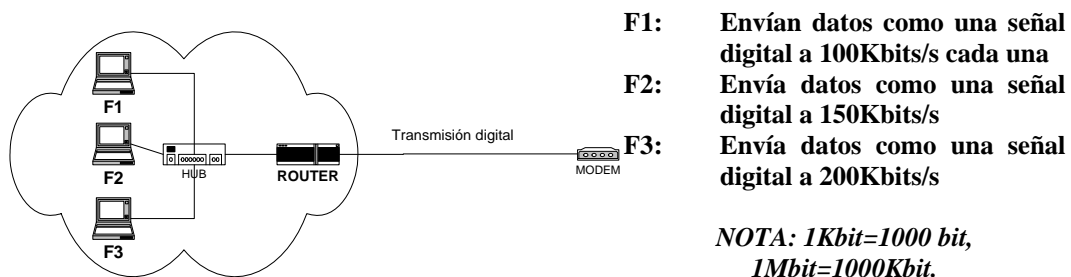 F1
F2
F3
HUB
ROUTER
Transmisión digital
MODEM
F1: Envían datos como una señal
digital a 100Kbits/s cada una
F2: Envía datos como una señal
digital a 150Kbits/s
F3: Envía datos como una señal
digital a 200Kbits/s
NOTA: 1Kbit=1000 bit,
1Mbit=1000Kbit.